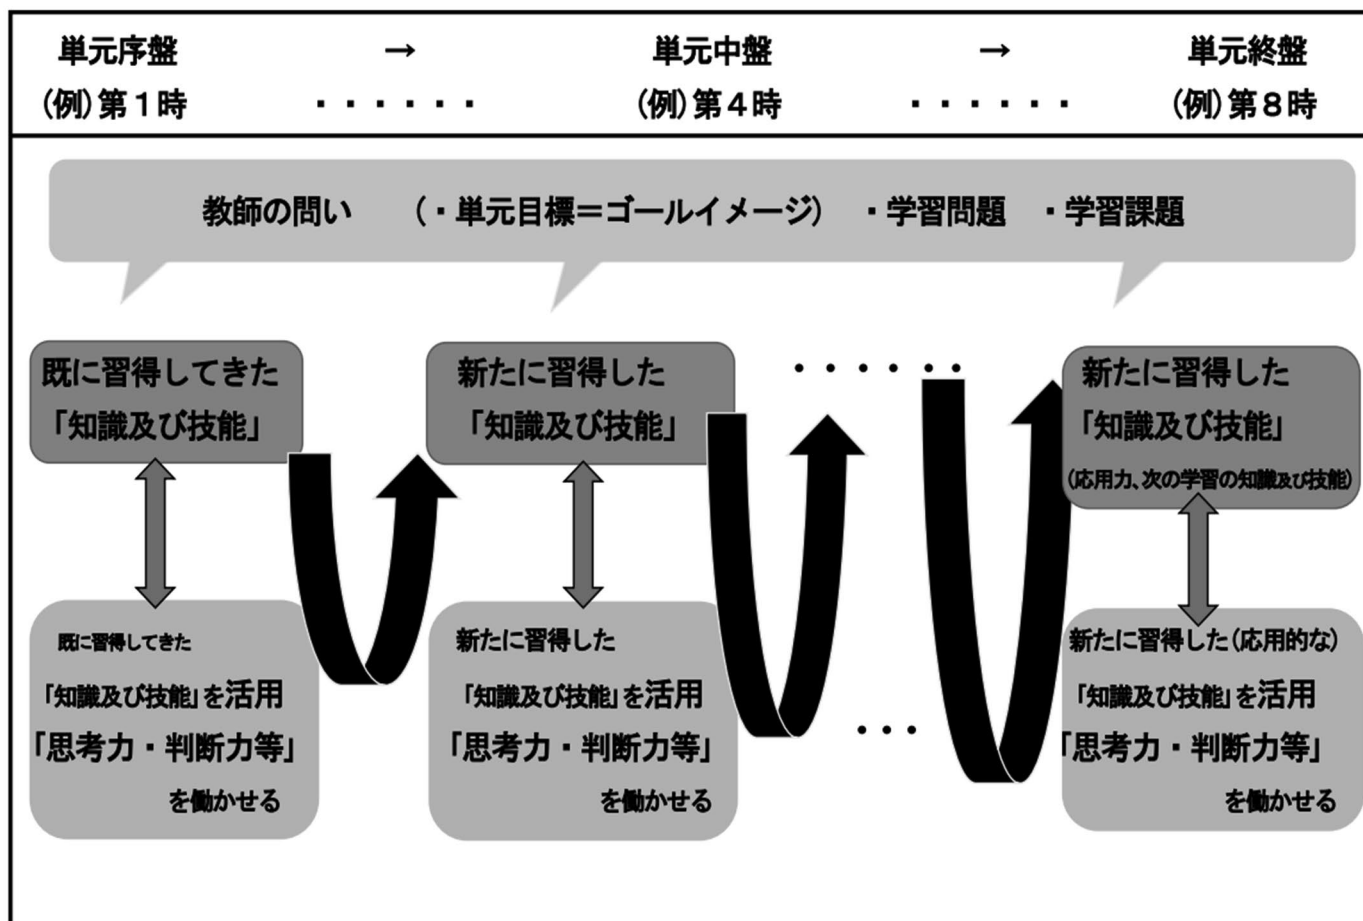 単元序盤 → 単元中盤 → 単元終盤
(例)第1時 ・・・・・・ (例)第4時 ・・・・・・ (例)第8時
教師の問い (・単元目標=ゴールイメージ) ・学習問題 ・学習課題
既に習得してきた
「知識及び技能」
新たに習得した
「知識及び技能」
・・・・・・
新たに習得した
「知識及び技能」
(応用力、次の学習の知識及び技能)
既に習得してきた
「知識及び技能」を活用
「思考力・判断力等」
を働かせる
新たに習得した
「知識及び技能」を活用
「思考力・判断力等」
を働かせる
・・・
新たに習得した(応用的な)
「知識及び技能」を活用
「思考力・判断力等」
を働かせる